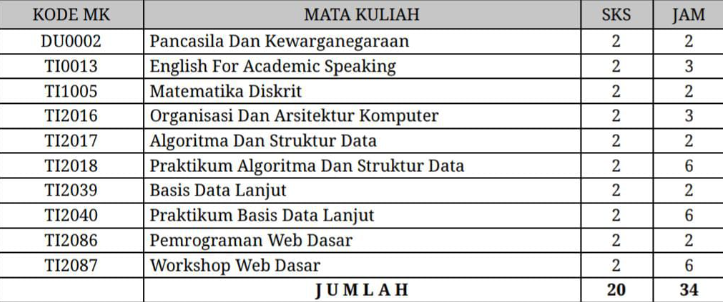 KODE MK MATA KULIAH SKS JAM
DU0002 Pancasila Dan Kewarganegaraan 2 2
TI0013 English For Academic Speaking 2 3
TI1005 Matematika Diskrit 2 2
TI2016 Organisasi Dan Arsitektur Komputer 2 3
TI2017 Algoritma Dan Struktur Data 2 2
TI2018 Praktikum Algoritma Dan Struktur Data 2 6
TI2039 Basis Data Lanjut 2 2
TI2040 Praktikum Basis Data Lanjut 2 6
TI2086 Pemrograman Web Dasar 2 2
TI2087 Workshop Web Dasar 2 6
J U M L A H 20 34